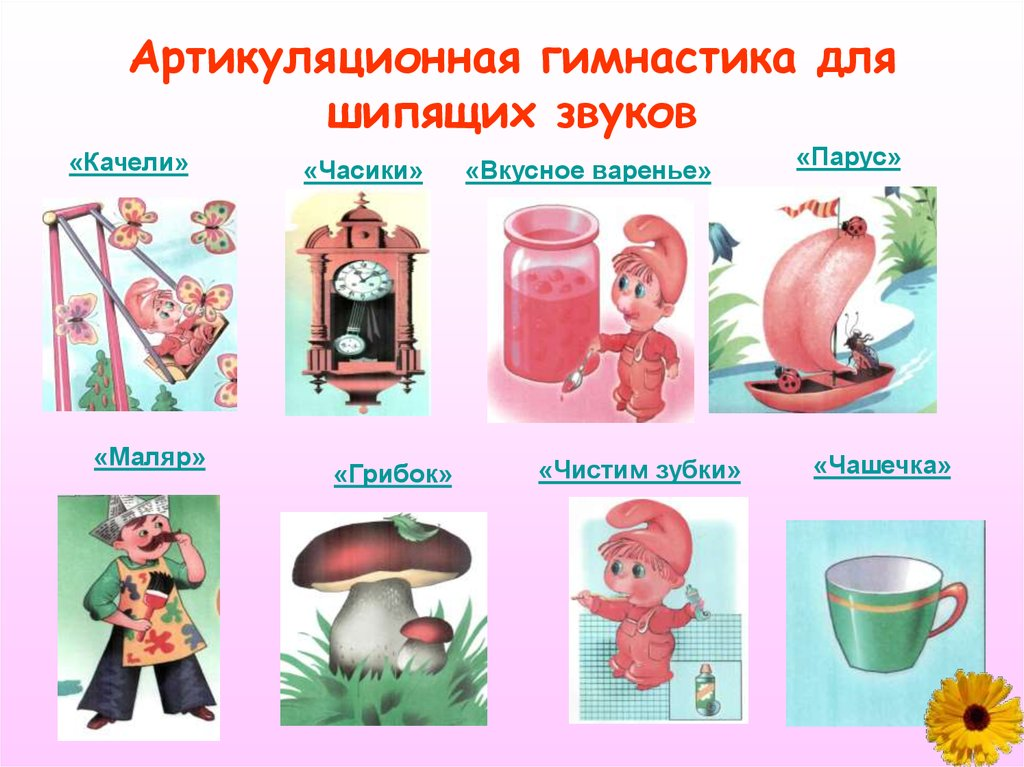 Артикуляционная гимнастика для
шипящих звуков
«Качели»
«Часики»
«Вкусное варенье»
«Парус»
«Маляр»
«Грибок»
«Чистим зубки»
«Чашечка»